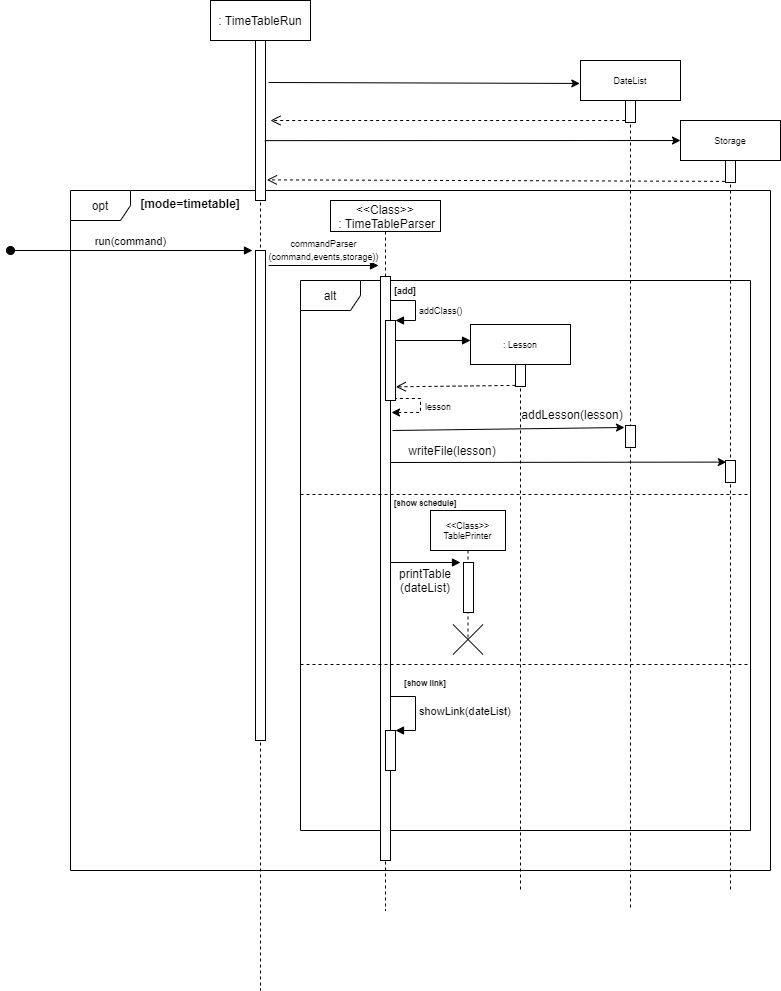 : TimeTableRun
DateList
Storage
opt
[mode=timetable]
<<Class>>
: TimeTableParser
run(command)
commandParser
(command,events,storage))
alt
[add]
addClass()
: Lesson
lesson
addLesson(lesson)
writeFile(lesson)
[show schedule]
<<Class>>
TablePrinter
printTable
(dateList)
[show link]
showLink(dateList)